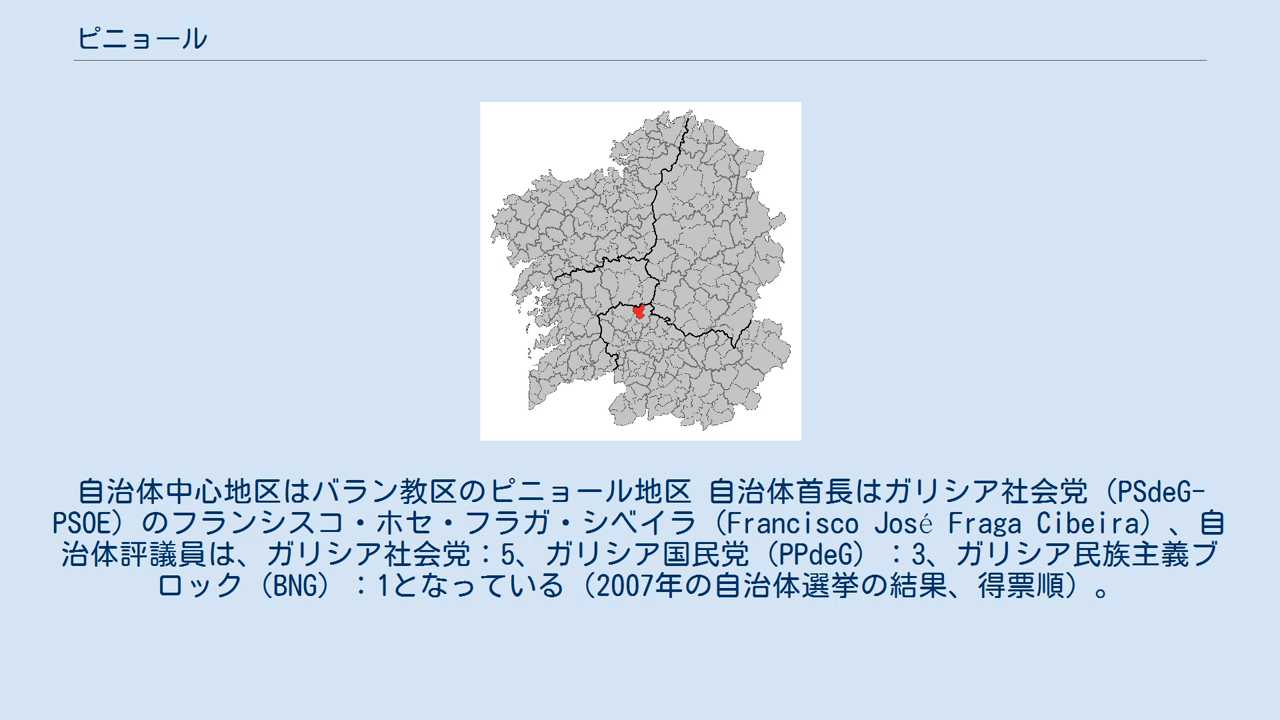 ピニョール
自治体中心地区はバラン教区のピニョール地区 自治体首長はガリシア社会党（PSdeG-
PSOE）のフランシスコ・ホセ・フラガ・シベイラ（Francisco José Fraga Cibeira）、自
治体評議員は、ガリシア社会党：5、ガリシア国民党（PPdeG）：3、ガリシア民族主義ブ
ロック（BNG）：1となっている（2007年の自治体選挙の結果、得票順）。